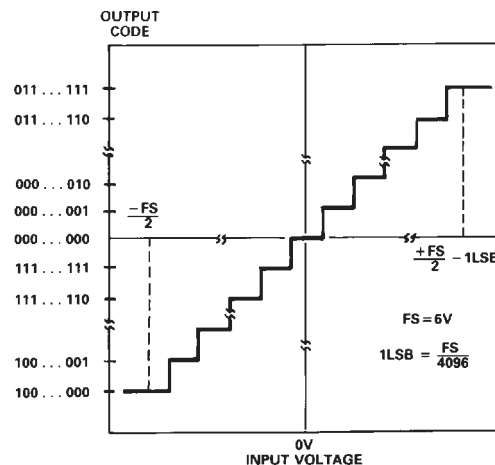 OUTPUT
CODE
011 . . . 111
011 . . . 110
000 . . . 010
000 . . . 001
000 . . . 000
111 . . . 111
111 . . . 110
100 . . . 001
100 . . . 000
−FS
2
+FS
2
− 1LSB
FS = 6V
1LSB = FS
4096
0V
INPUT VOLTAGE